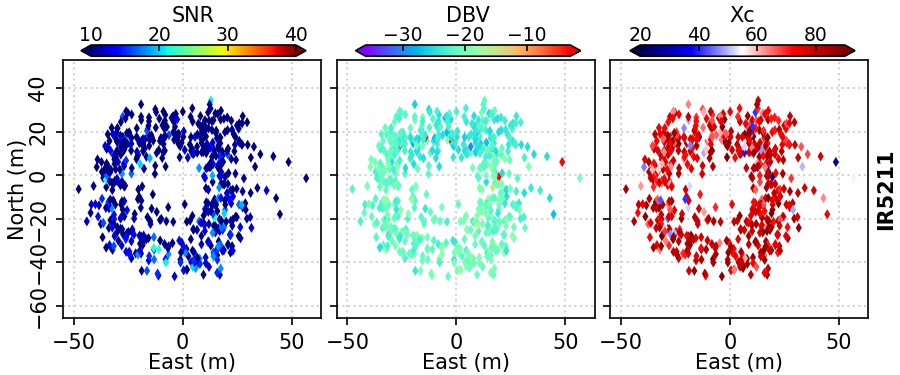 SNR DBV Xc
10 20 30 40 −30 −20 −10 20 40 60 80
40
20
0
−20
−40
−60
North (m)
IR5211
−50 0 50 −50 0 50 −50 0 50
East (m) East (m) East (m)